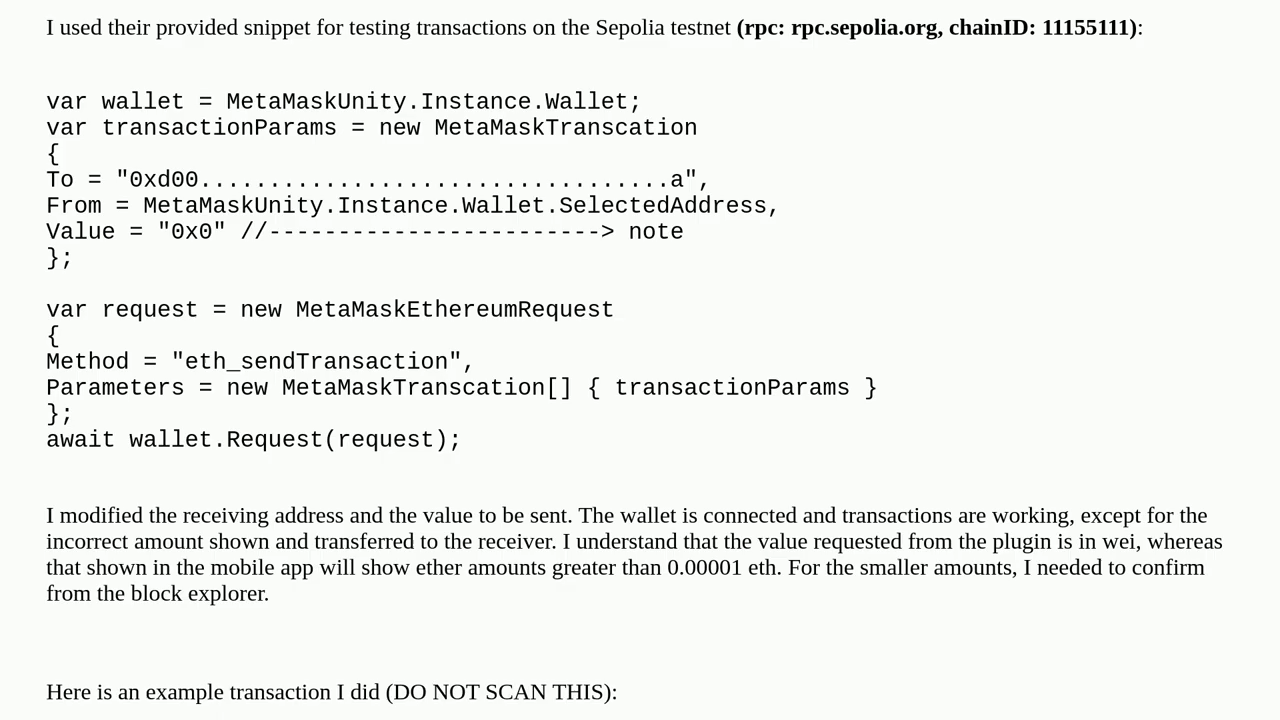 I used their provided snippet for testing transactions on the Sepolia testnet (rpc: rpc.sepolia.org, chainID: 11155111):
var wallet = MetaMaskUnity.Instance.Wallet;
var transactionParams = new MetaMaskTranscation
{
To = "0xd00..................................a",
From = MetaMaskUnity.Instance.Wallet.SelectedAddress,
Value = "0x0" //------------------------> note
};
var request = new MetaMaskEthereumRequest
{
Method = "eth_sendTransaction",
Parameters = new MetaMaskTranscation[] { transactionParams }
};
await wallet.Request(request);
I modified the receiving address and the value to be sent. The wallet is connected and transactions are working, except for the
incorrect amount shown and transferred to the receiver. I understand that the value requested from the plugin is in wei, whereas
that shown in the mobile app will show ether amounts greater than 0.00001 eth. For the smaller amounts, I needed to confirm
from the block explorer.
Here is an example transaction I did (DO NOT SCAN THIS):